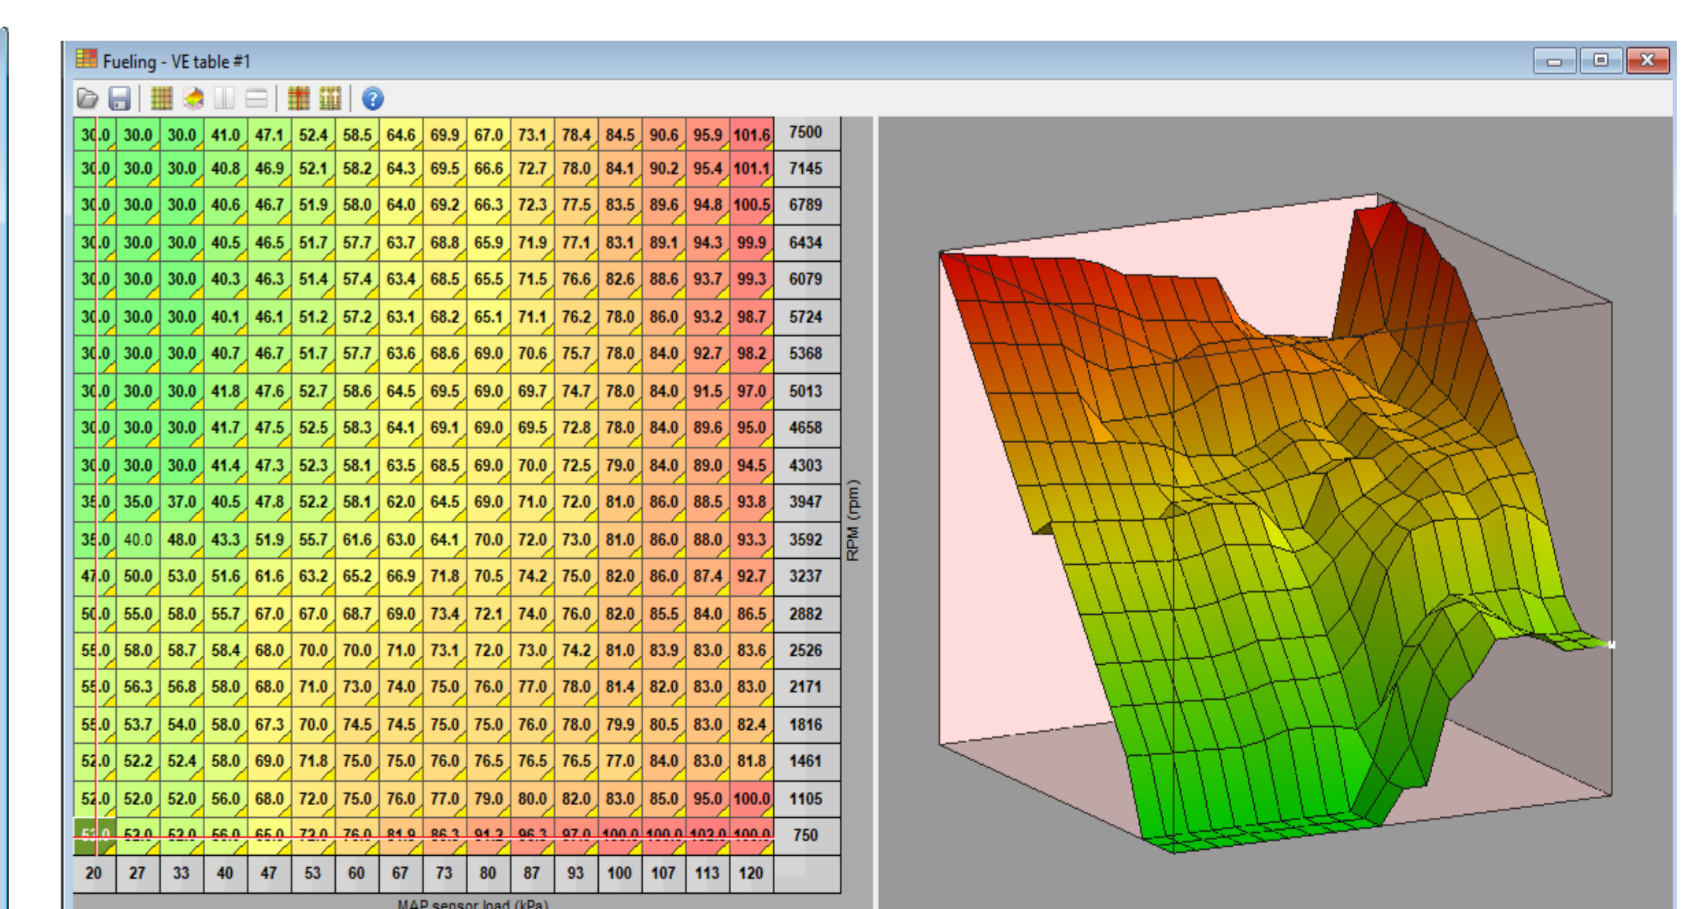 Fueling - VE table #1
30.0 30.0 30.0 41.0 47.1 52.4 58.5 64.6 69.9 67.0 73.1 78.4 84.5 90.6 95.9 101.6 7500
30.0 30.0 30.0 40.8 46.9 52.1 58.2 64.3 69.5 66.6 72.7 78.0 84.1 90.2 95.4 101.1 7145
30.0 30.0 30.0 40.6 46.7 51.9 58.0 64.0 69.2 66.3 72.3 77.5 83.5 89.6 94.8 100.5 6789
30.0 30.0 30.0 40.5 46.5 51.7 57.7 63.7 68.8 65.9 71.9 77.1 83.1 89.1 94.3 99.9 6434
30.0 30.0 30.0 40.3 46.3 51.4 57.4 63.4 68.5 65.5 71.5 76.6 82.6 88.6 93.7 99.3 6079
30.0 30.0 30.0 40.1 46.1 51.2 57.2 63.1 68.2 65.1 71.1 76.2 78.0 86.0 93.2 98.7 5724
30.0 30.0 30.0 40.7 46.7 51.7 57.7 63.6 68.6 69.0 70.6 75.7 78.0 84.0 92.7 98.2 5368
30.0 30.0 30.0 41.8 47.6 52.7 58.6 64.5 69.5 69.0 69.7 74.7 78.0 84.0 91.5 97.0 5013
30.0 30.0 30.0 41.7 47.5 52.5 58.3 64.1 69.1 69.0 69.5 72.8 78.0 84.0 89.6 95.0 4658
30.0 30.0 30.0 41.4 47.3 52.3 58.1 63.5 68.5 69.0 70.0 72.5 79.0 84.0 89.0 94.5 4303
35.0 35.0 37.0 40.5 47.8 52.2 58.1 62.0 64.5 69.0 71.0 72.0 81.0 86.0 88.5 93.8 3947
35.0 40.0 48.0 43.3 51.9 55.7 61.6 63.0 64.1 70.0 72.0 73.0 81.0 86.0 88.0 93.3 3592
47.0 50.0 53.0 51.6 61.6 63.2 65.2 66.9 71.8 70.5 74.2 75.0 82.0 86.0 87.4 92.7 3237
50.0 55.0 58.0 55.7 67.0 67.0 68.7 69.0 73.4 72.1 74.0 76.0 82.0 85.5 84.0 86.5 2882
55.0 58.0 58.7 58.4 68.0 70.0 70.0 71.0 73.1 72.0 73.0 74.2 81.0 83.9 83.0 83.6 2526
55.0 56.3 56.8 58.0 68.0 71.0 73.0 74.0 75.0 76.0 77.0 78.0 81.4 82.0 83.0 83.0 2171
55.0 53.7 54.0 58.0 67.3 70.0 74.5 74.5 75.0 75.0 76.0 78.0 79.9 80.5 83.0 82.4 1816
52.0 52.2 52.4 58.0 69.0 71.8 75.0 75.0 76.0 76.5 76.5 76.5 77.0 84.0 83.0 81.8 1461
52.0 52.0 52.0 56.0 68.0 72.0 75.0 76.0 77.0 79.0 80.0 82.0 83.0 85.0 95.0 100.0 1105
52.0 52.0 52.0 56.0 65.0 72.0 76.0 81.9 86.3 91.2 96.3 97.0 100.0 100.0 102.0 100.0 750
20 27 33 40 47 53 60 67 73 80 87 93 100 107 113 120
RPM (rpm)
MAP sensor load (kPa)